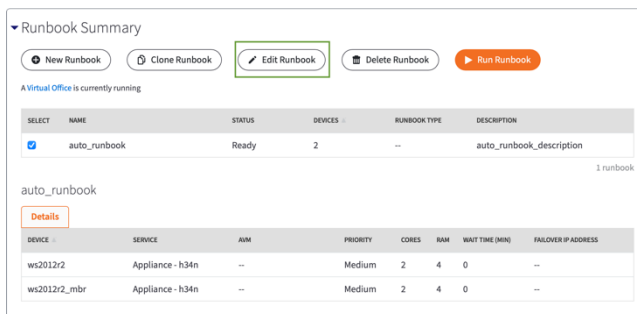 Runbook Summary
New Runbook Clone Runbook Edit Runbook Delete Runbook Run Runbook
A Virtual Office is currently running
SELECT NAME STATUS DEVICES RUNBOOK TYPE DESCRIPTION
auto_runbook Ready 2 -- auto_runbook_description
1 runbook
auto_runbook
Details
DEVICE SERVICE AVM PRIORITY CORES RAM WAIT TIME (MIN) FAILOVER IP ADDRESS
ws2012r2 Appliance - h34n -- Medium 2 4 0 --
ws2012r2_mbr Appliance - h34n -- Medium 2 4 0 --